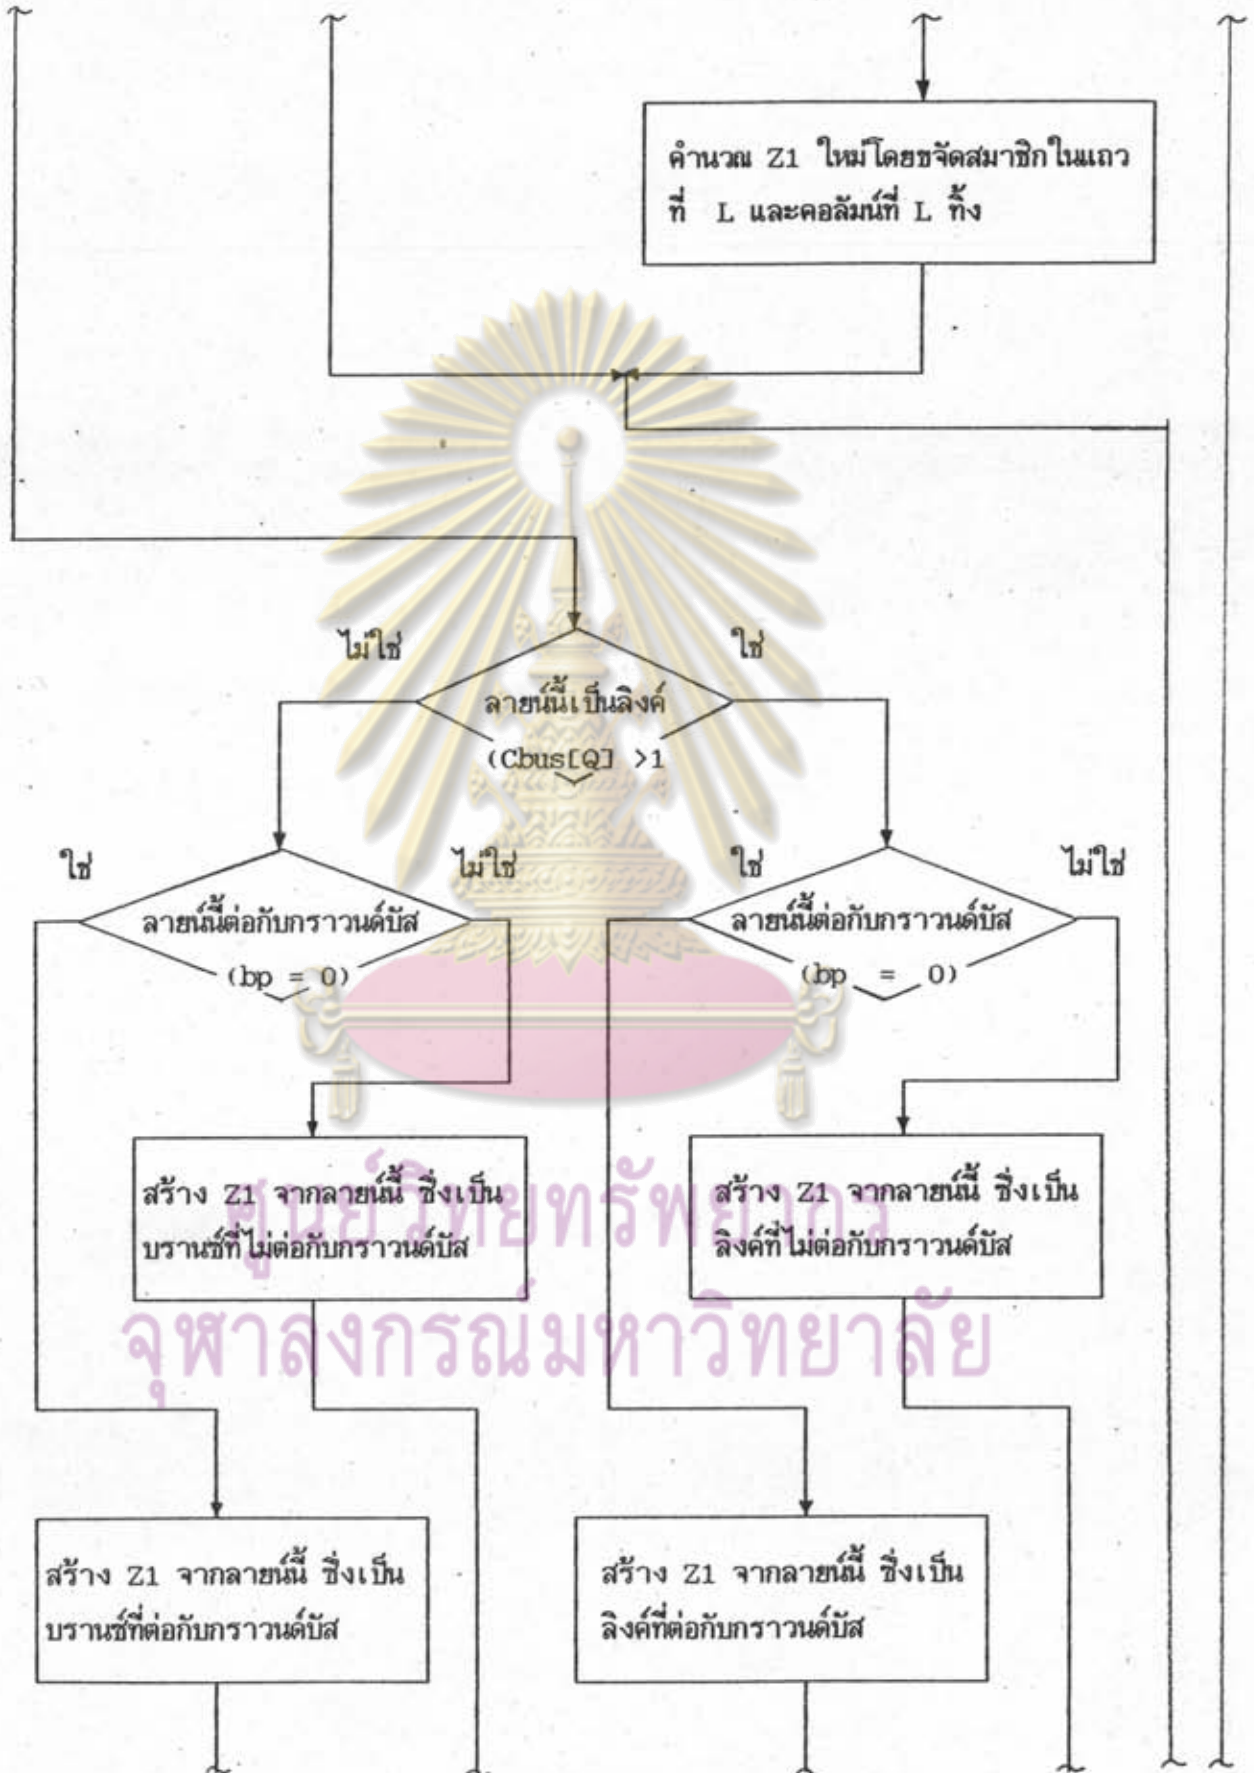 คำนวณ Z1 ใหม่โดยขจัดสมาชิกในแถว
ที่ L และคอลัมน์ที่ L ทิ้ง
ไม่ใช่
ใช่
ลายน์นี้เป็นลิงค์
(Cbus[Q] >1
ใช่
ไม่ใช่
ใช่
ไม่ใช่
ลายน์นี้ต่อกับกราวนด์บัส
(bp = 0)
ลายน์นี้ต่อกับกราวนด์บัส
(bp = 0)
สร้าง Z1 จากลายน์นี้ ซึ่งเป็น
บรานช์ที่ไม่ต่อกับกราวนด์บัส
สร้าง Z1 จากลายน์นี้ ซึ่งเป็น
ลิงค์ที่ไม่ต่อกับกราวนด์บัส
ศูนย์วิทยทรัพยากร
จุฬาลงกรณ์มหาวิทยาลัย
สร้าง Z1 จากลายน์นี้ ซึ่งเป็น
บรานช์ที่ต่อกับกราวนด์บัส
สร้าง Z1 จากลายน์นี้ ซึ่งเป็น
ลิงค์ที่ต่อกับกราวนด์บัส